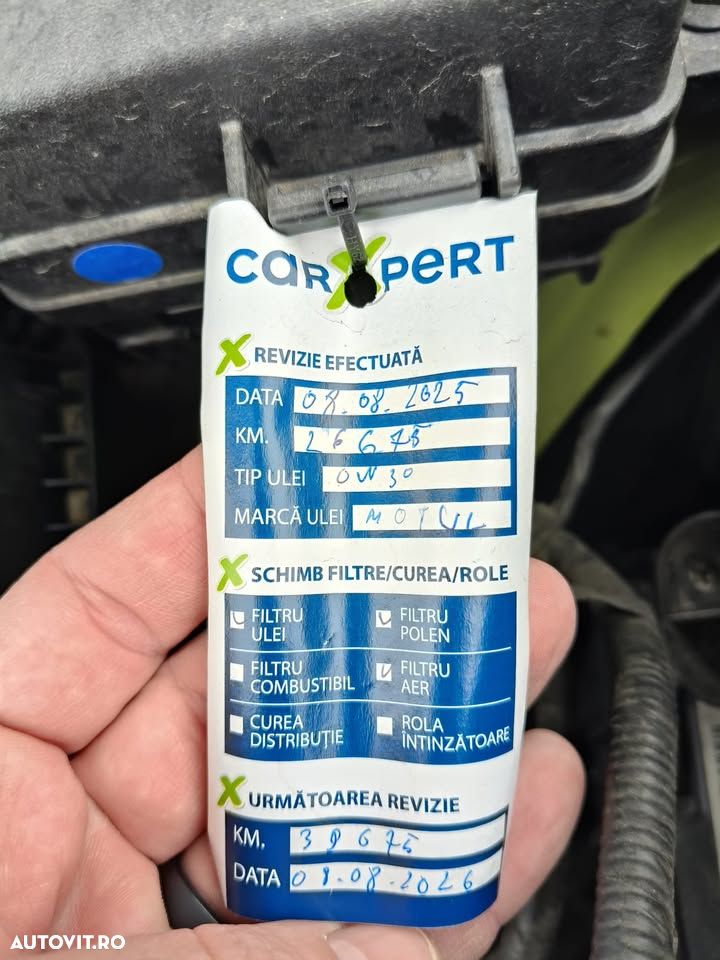 carXpert
REVIZIE EFECTUATĂ
DATA 08.08.2025
KM. 26675
TIP ULEI 0W30
MARCĂ ULEI MOTUL
SCHIMB FILTRE/CUREA/ROLE
FILTRU ULEI
FILTRU POLEN
FILTRU COMBUSTIBIL
FILTRU AER
CUREA DISTRIBUȚIE
ROLA ÎNTINZĂTOARE
URMĂTOAREA REVIZIE
KM.
DATA 08.08.2026
AUTOVIT.RO